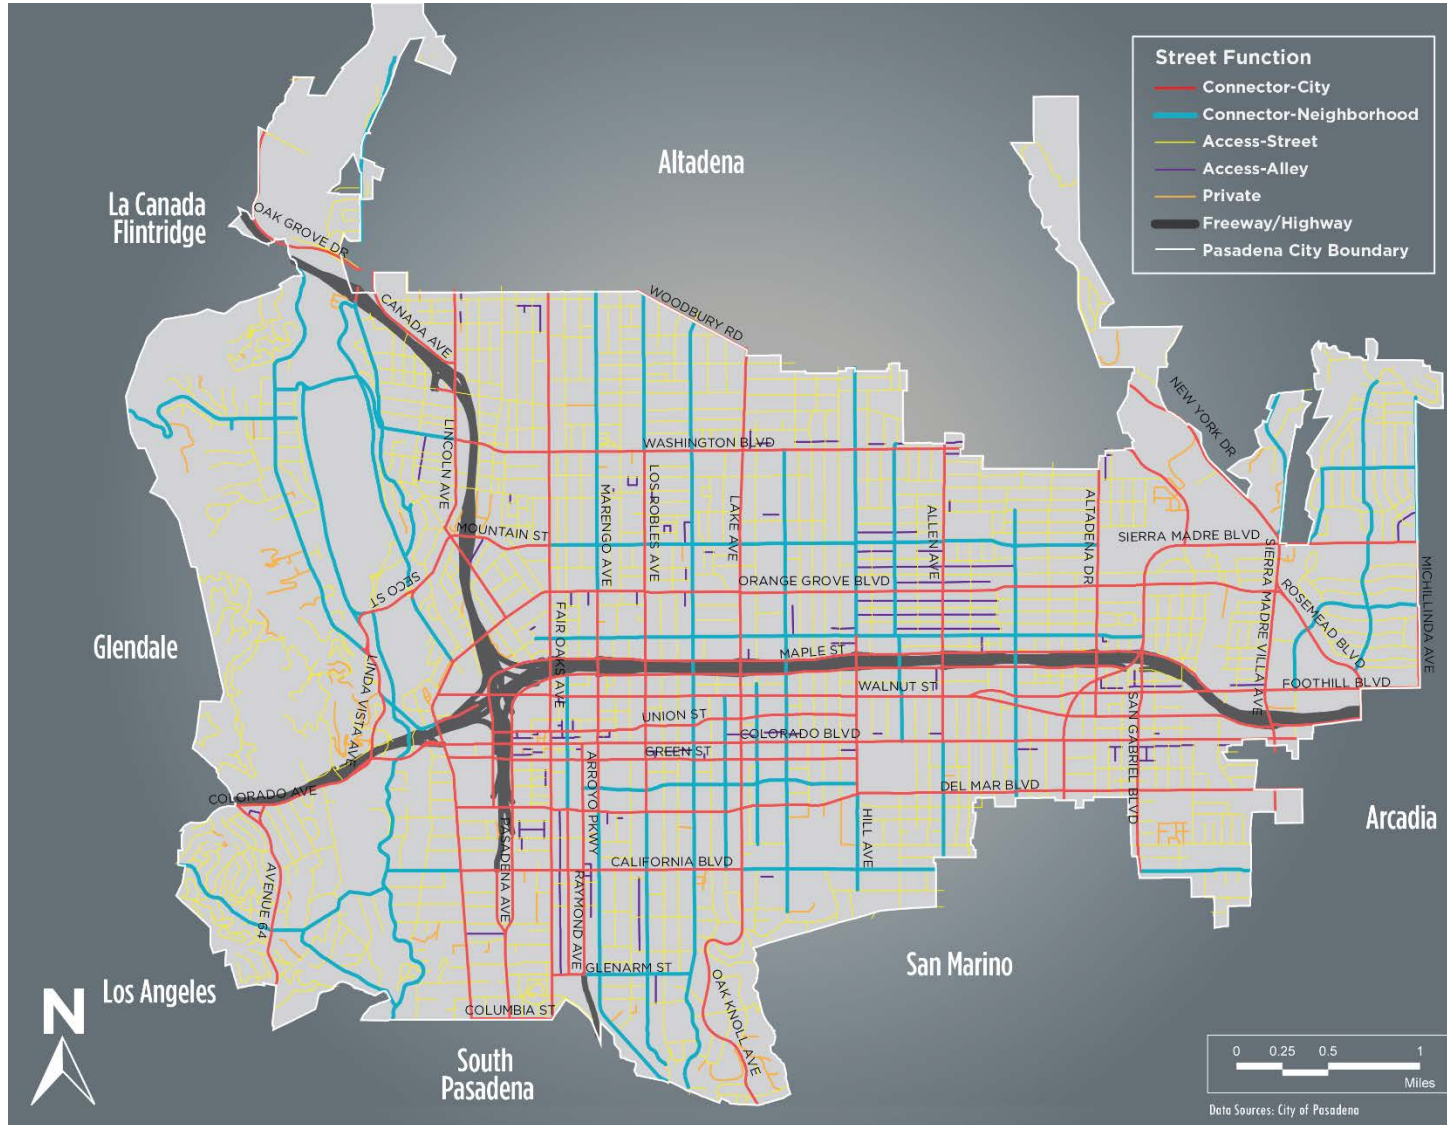 Street Function
Connector-City
Connector-Neighborhood
Access-Street
Access-Alley
Private
Freeway/Highway
Pasadena City Boundary
Altadena
La Canada
Flintridge
OAK GROVE DR
CANADA AVE
WOODBURY RD
NEW YORK DR
WASHINGTON BLVD
LINCOLN AVE
MARENGO AVE
LOS ROBLES AVE
LAKE AVE
ALLEN AVE
ALTADENA DR
MOUNTAIN ST
SIERRA MADRE BLVD
SIERRA MADRE VILLA AVE
ROSEMEAD BLVD
MICHILLINDA AVE
SECO ST
ORANGE GROVE BLVD
Glendale
FAIR OAKS AVE
LINDA VISTA AVE
MAPLE ST
WALNUT ST
FOOTHILL BLVD
UNION ST
COLORADO BLVD
GREEN ST
SAN GABRIEL BLVD
ARROYO PKWY
DEL MAR BLVD
COLORADO AVE
PASADENA AVE
HILL AVE
Arcadia
CALIFORNIA BLVD
AVENUE 64
RAYMOND AVE
GLENARM ST
OAK KNOLL AVE
San Marino
Los Angeles
COLUMBIA ST
N
South
Pasadena
0 0.25 0.5 1
Miles
Data Sources: City of Pasadena